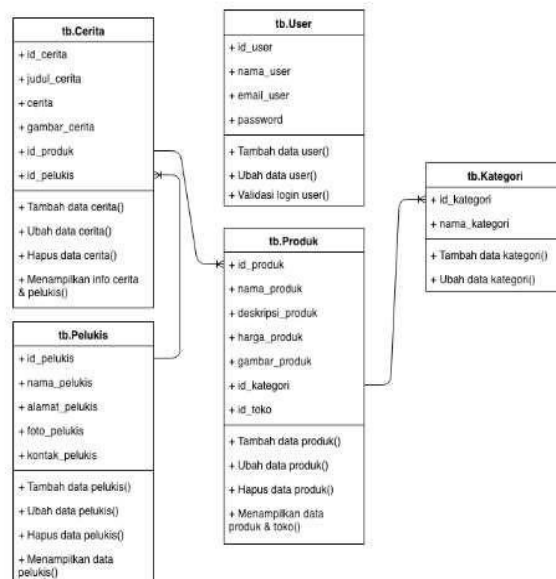 tb.Cerita
+ id_cerita
+ judul_cerita
+ cerita
+ gambar_cerita
+ id_produk
+ id_pelukis
+ Tambah data cerita()
+ Ubah data cerita()
+ Hapus data cerita()
+ Menampilkan info cerita
& pelukis()
tb.Pelukis
+ id_pelukis
+ nama_pelukis
+ alamat_pelukis
+ foto_pelukis
+ kontak_pelukis
+ Tambah data pelukis()
+ Ubah data pelukis()
+ Hapus data pelukis()
+ Menampilkan data
pelukis()
tb.User
+ id_user
+ nama_user
+ email_user
+ password
+ Tambah data user()
+ Ubah data user()
+ Validasi login user()
tb.Produk
+ id_produk
+ nama_produk
+ deskripsi_produk
+ harga_produk
+ gambar_produk
+ id_kategori
+ id_toko
+ Tambah data produk()
+ Ubah data produk()
+ Hapus data produk()
+ Menampilkan data
produk & toko()
tb.Kategori
+ id_kategori
+ nama_kategori
+ Tambah data kategori()
+ Ubah data kategori()